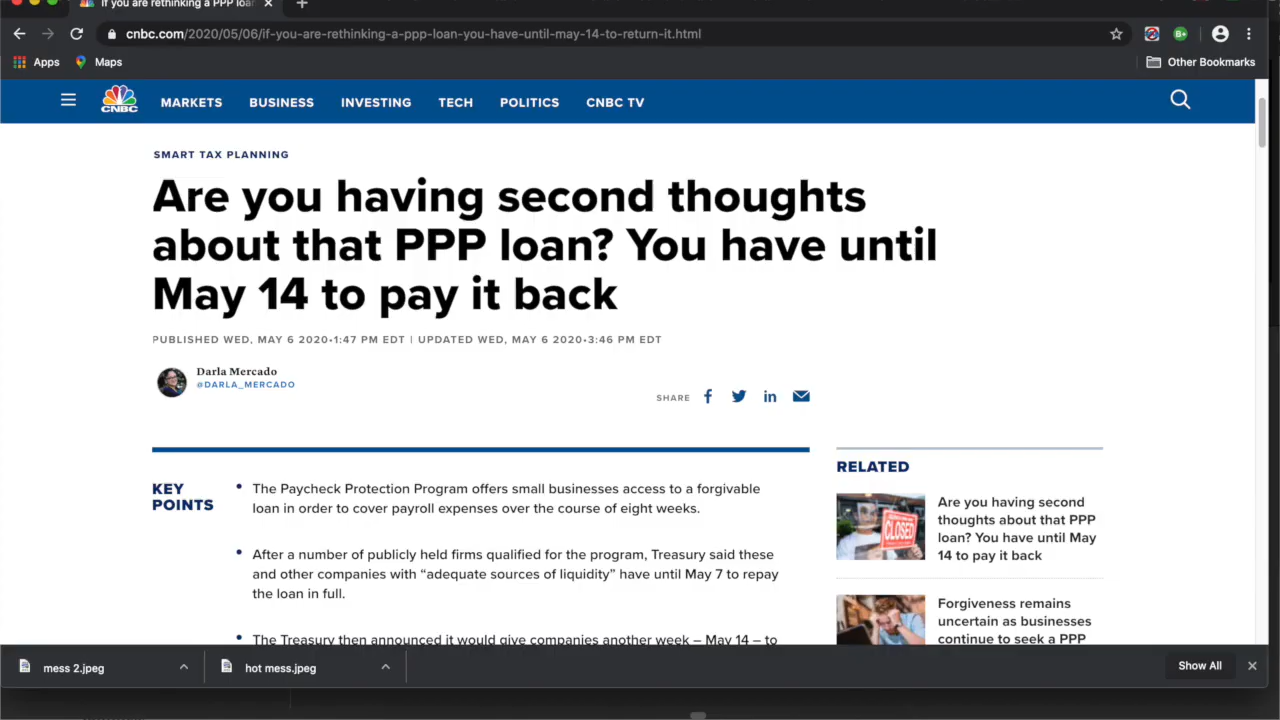 If you are rethinking a PPP loan
cnbc.com/2020/05/06/if-you-are-rethinking-a-ppp-loan-you-have-until-may-14-to-return-it.html
Apps
Maps
Other Bookmarks
CNBC
MARKETS
BUSINESS
INVESTING
TECH
POLITICS
CNBC TV
SMART TAX PLANNING
Are you having second thoughts
about that PPP loan? You have until
May 14 to pay it back
PUBLISHED WED, MAY 6 2020•1:47 PM EDT | UPDATED WED, MAY 6 2020•3:46 PM EDT
Darla Mercado
@DARLA_MERCADO
SHARE
KEY
POINTS
The Paycheck Protection Program offers small businesses access to a forgivable
loan in order to cover payroll expenses over the course of eight weeks.
After a number of publicly held firms qualified for the program, Treasury said these
and other companies with “adequate sources of liquidity” have until May 7 to repay
the loan in full.
The Treasury then announced it would give companies another week – May 14 – to
RELATED
CLOSED
Are you having second
thoughts about that PPP
loan? You have until May
14 to pay it back
Forgiveness remains
uncertain as businesses
continue to seek a PPP
mess 2.jpeg
hot mess.jpeg
Show All